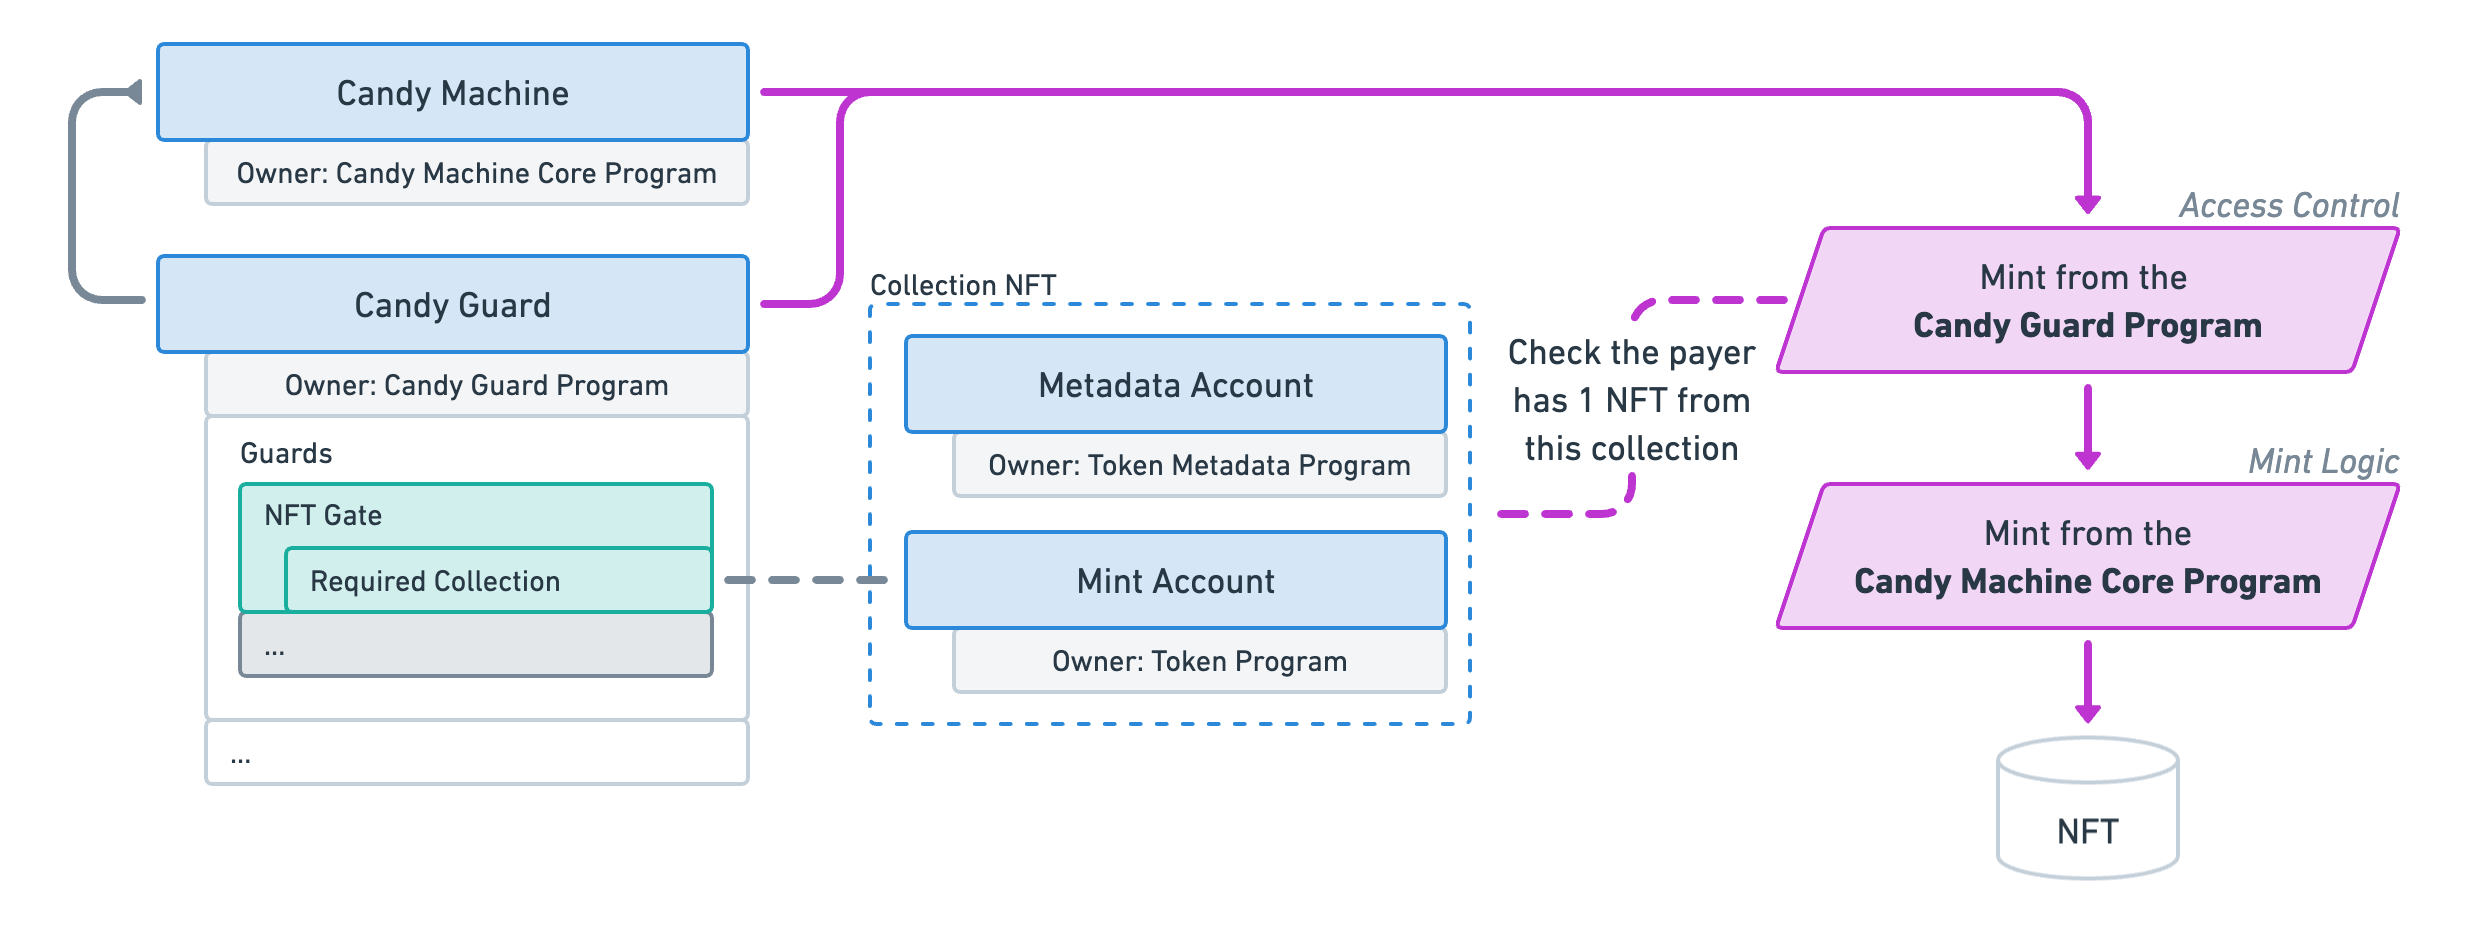 Candy Machine
Owner: Candy Machine Core Program
Candy Guard
Owner: Candy Guard Program
Guards
NFT Gate
Required Collection
...
...
Collection NFT
Metadata Account
Owner: Token Metadata Program
Mint Account
Owner: Token Program
Check the payer
has 1 NFT from
this collection
Access Control
Mint from the
Candy Guard Program
Mint Logic
Mint from the
Candy Machine Core Program
NFT